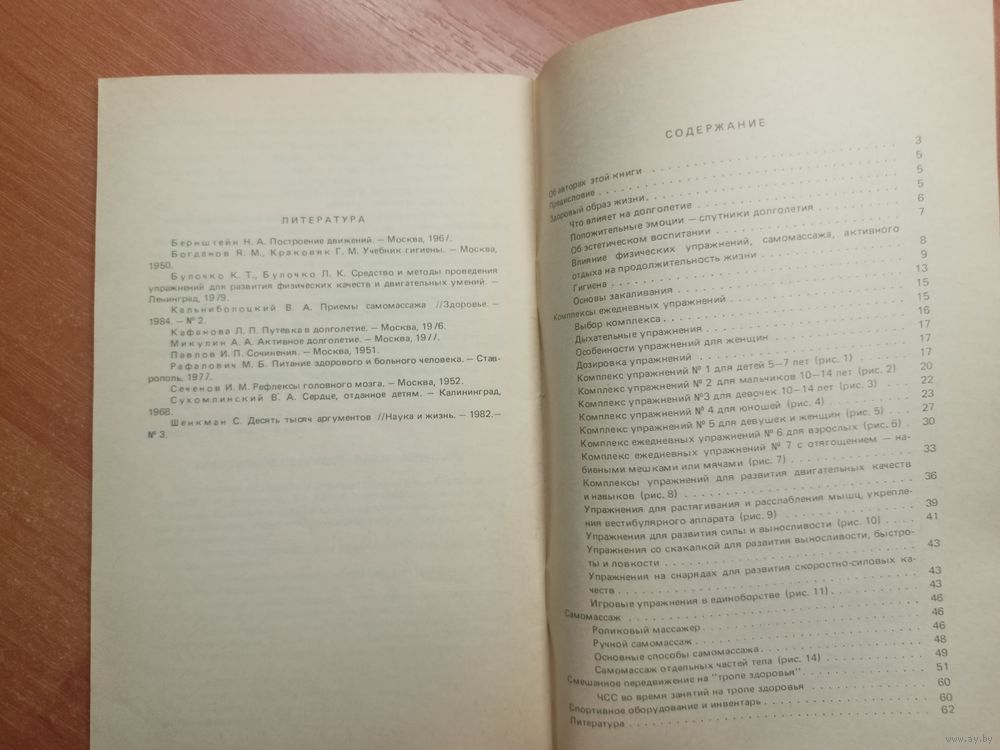 ЛИТЕРАТУРА
Бернштейн Н. А. Построение движений. — Москва, 1967.
Богданов Я. М., Краковяк Г. М. Учебник гигиены. — Москва,
1950.
Булочко К. Т., Булочко Л. К. Средство и методы проведения
упражнений для развития физических качеств и двигательных умений. —
Ленинград, 1979.
Кальниболоцкий В. А. Приемы самомассажа //Здоровье. —
1984. — № 2.
Кафанова Л. П. Путевка в долголетие. — Москва, 1976.
Микулин А. А. Активное долголетие. — Москва, 1977.
Павлов И. П. Сочинения. — Москва, 1951.
Рафалович М. Б. Питание здорового и больного человека. — Став-
рополь, 1977.
Сеченов И. М. Рефлексы головного мозга. — Москва, 1952.
Сухомлинский В. А. Сердце, отданное детям. — Калининград,
1968.
Шенкман С. Десять тысяч аргументов //Наука и жизнь. — 1982.—
№ 3.
СОДЕРЖАНИЕ
Об авторах этой книги 3
Предисловие 5
Здоровый образ жизни. 5
Что влияет на долголетие 5
Положительные эмоции — спутники долголетия 6
Об эстетическом воспитании 7
Влияние физических упражнений, самомассажа, активного
отдыха на продолжительность жизни 8
Гигиена 9
Основы закаливания 13
Комплексы ежедневных упражнений 15
Выбор комплекса 15
Дыхательные упражнения 16
Особенности упражнений для женщин 17
Дозировка упражнений 17
Комплекс упражнений № 1 для детей 5—7 лет (рис. 1) 17
Комплекс упражнений № 2 для мальчиков 10—14 лет (рис. 2) 20
Комплекс упражнений №3 для девочек 10—14 лет (рис. 3) 22
Комплекс упражнений № 4 для юношей (рис. 4) 23
Комплекс упражнений № 5 для девушек и женщин (рис. 5) 27
Комплекс ежедневных упражнений № 6 для взрослых (рис. 6) 30
Комплекс ежедневных упражнений № 7 с отягощением — на-
бивными мешками или мячами (рис. 7) 33
Комплексы упражнений для развития двигательных качеств
и навыков (рис. 8) 36
Упражнения для растягивания и расслабления мышц, укрепле-
ния вестибулярного аппарата (рис. 9) 39
Упражнения для развития силы и выносливости (рис. 10) 41
Упражнения со скакалкой для развития выносливости, быстро-
ты и ловкости 43
Упражнения на снарядах для развития скоростно-силовых ка-
честв 43
Игровые упражнения в единоборстве (рис. 11) 43
Самомассаж 46
Роликовый массажер 46
Ручной самомассаж 46
Основные способы самомассажа 48
Самомассаж отдельных частей тела (рис. 14) 49
Смешанное передвижение на "тропе здоровья" 51
ЧСС во время занятий на тропе здоровья 60
Спортивное оборудование и инвентарь 60
Литература 62
www.ay.by